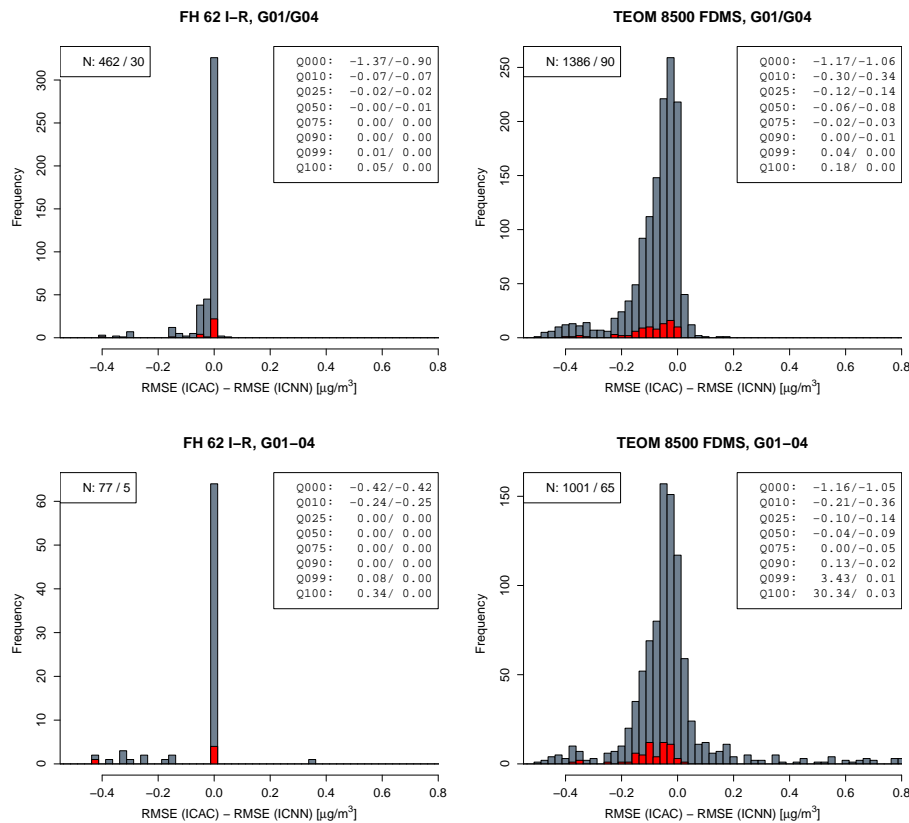 FH 62 I−R, G01/G04
N: 462 / 30
Q000: −1.37/−0.90
Q010: −0.07/−0.07
Q025: −0.02/−0.02
Q050: −0.00/−0.01
Q075: 0.00/ 0.00
Q090: 0.00/ 0.00
Q099: 0.01/ 0.00
Q100: 0.05/ 0.00
Frequency
0 50 100 150 200 250 300
−0.4 −0.2 0.0 0.2 0.4 0.6 0.8
RMSE (ICAC) − RMSE (ICNN) [µg/m³]
TEOM 8500 FDMS, G01/G04
N: 1386 / 90
Q000: −1.17/−1.06
Q010: −0.30/−0.34
Q025: −0.12/−0.14
Q050: −0.06/−0.08
Q075: −0.02/−0.03
Q090: 0.00/−0.01
Q099: 0.04/ 0.00
Q100: 0.18/ 0.00
Frequency
0 50 100 150 200 250
−0.4 −0.2 0.0 0.2 0.4 0.6 0.8
RMSE (ICAC) − RMSE (ICNN) [µg/m³]
FH 62 I−R, G01−04
N: 77 / 5
Q000: −0.42/−0.42
Q010: −0.24/−0.25
Q025: 0.00/ 0.00
Q050: 0.00/ 0.00
Q075: 0.00/ 0.00
Q090: 0.00/ 0.00
Q099: 0.08/ 0.00
Q100: 0.34/ 0.00
Frequency
0 10 20 30 40 50 60
−0.4 −0.2 0.0 0.2 0.4 0.6 0.8
RMSE (ICAC) − RMSE (ICNN) [µg/m³]
TEOM 8500 FDMS, G01−04
N: 1001 / 65
Q000: −1.16/−1.05
Q010: −0.21/−0.36
Q025: −0.10/−0.14
Q050: −0.04/−0.09
Q075: 0.00/−0.05
Q090: 0.13/−0.02
Q099: 3.43/ 0.01
Q100: 30.34/ 0.03
Frequency
0 50 100 150
−0.4 −0.2 0.0 0.2 0.4 0.6 0.8
RMSE (ICAC) − RMSE (ICNN) [µg/m³]